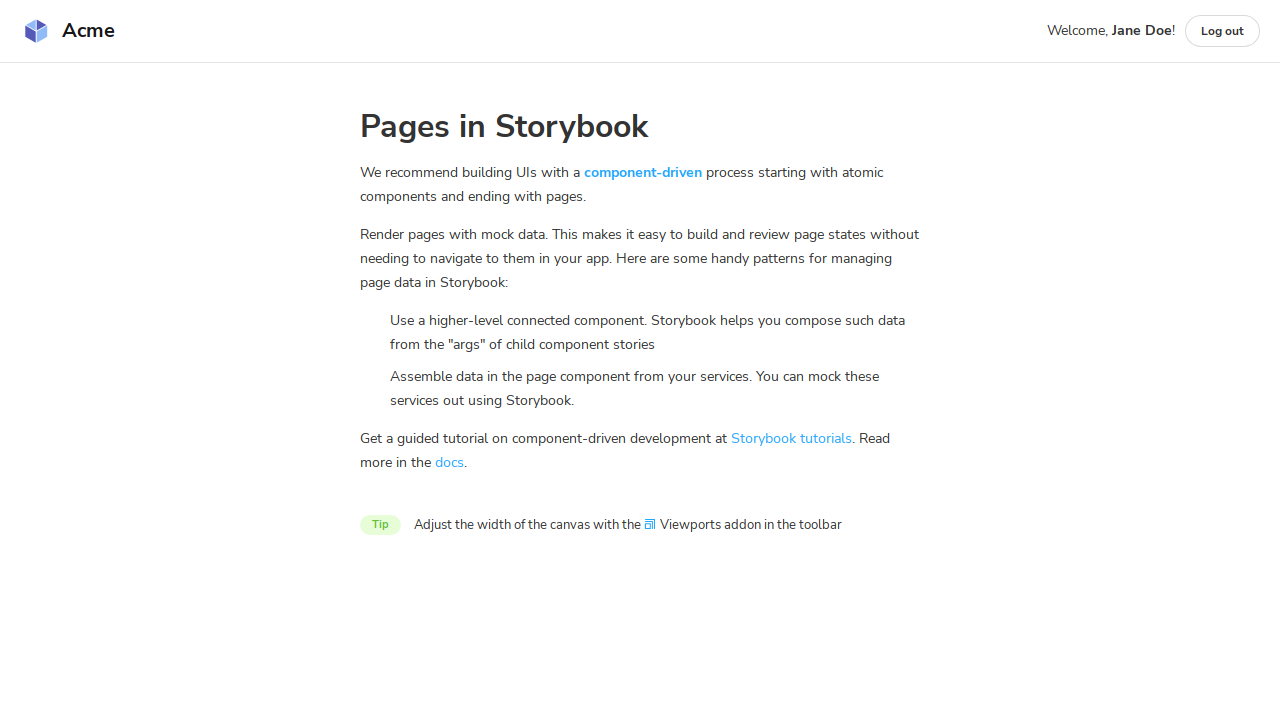 Acme
Welcome, Jane Doe!
Log out
Pages in Storybook
We recommend building UIs with a component-driven process starting with atomic
components and ending with pages.
Render pages with mock data. This makes it easy to build and review page states without
needing to navigate to them in your app. Here are some handy patterns for managing
page data in Storybook:
Use a higher-level connected component. Storybook helps you compose such data
from the "args" of child component stories
Assemble data in the page component from your services. You can mock these
services out using Storybook.
Get a guided tutorial on component-driven development at Storybook tutorials. Read
more in the docs.
Tip
Adjust the width of the canvas with the Viewports addon in the toolbar